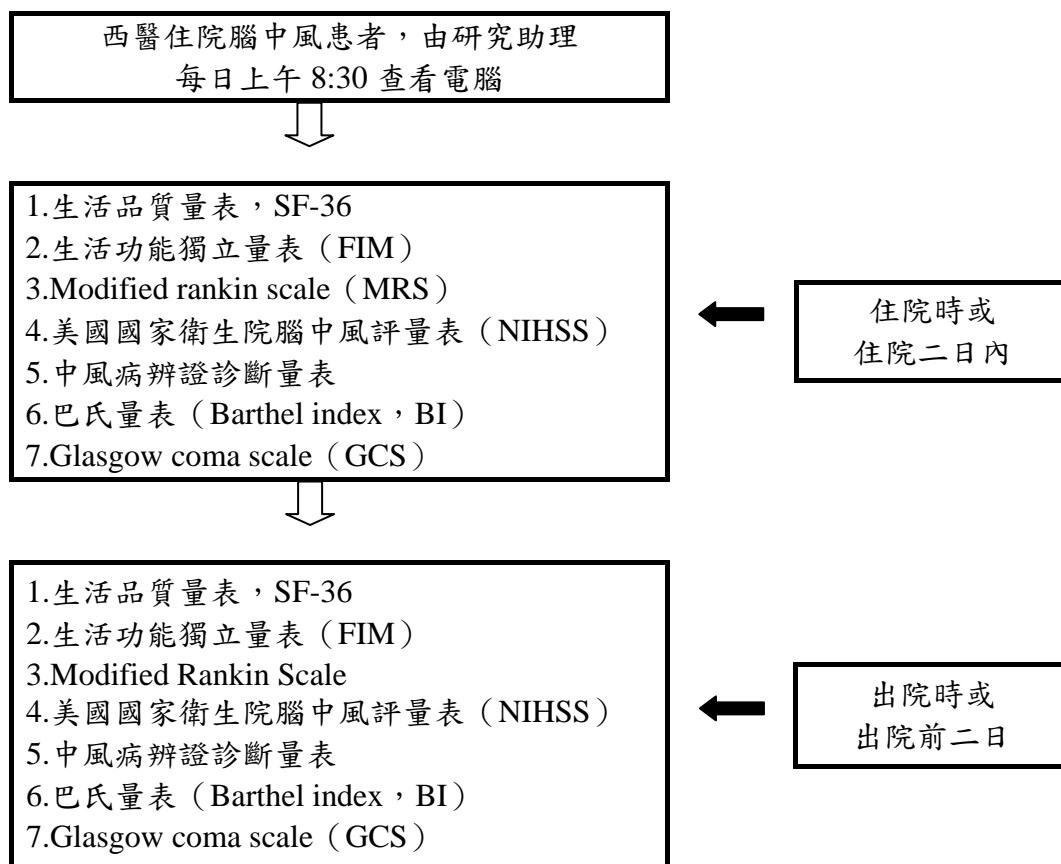 西醫住院腦中風患者，由研究助理
每日上午 8:30 查看電腦
1.生活品質量表，SF-36
2.生活功能獨立量表（FIM）
3.Modified rankin scale（MRS）
4.美國國家衛生院腦中風評量表（NIHSS）
5.中風病辨證診斷量表
6.巴氏量表（Barthel index，BI）
7.Glasgow coma scale（GCS）
住院時或
住院二日內
1.生活品質量表，SF-36
2.生活功能獨立量表（FIM）
3.Modified Rankin Scale
4.美國國家衛生院腦中風評量表（NIHSS）
5.中風病辨證診斷量表
6.巴氏量表（Barthel index，BI）
7.Glasgow coma scale（GCS）
出院時或
出院前二日